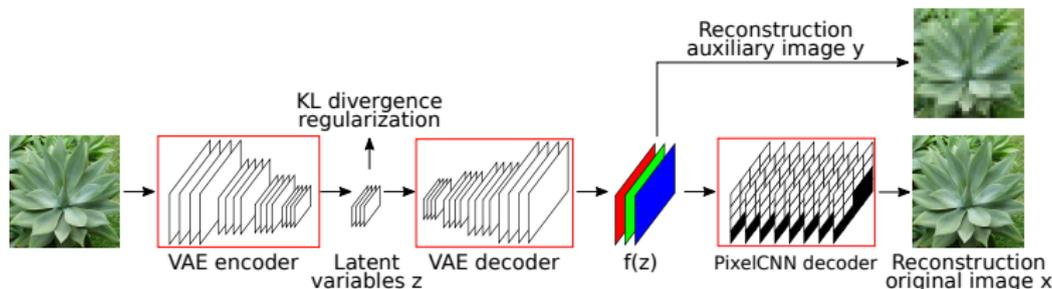 Reconstruction
auxiliary image y
KL divergence
regularization
VAE encoder
Latent
variables z
VAE decoder
f(z)
PixelCNN decoder
Reconstruction
original image x